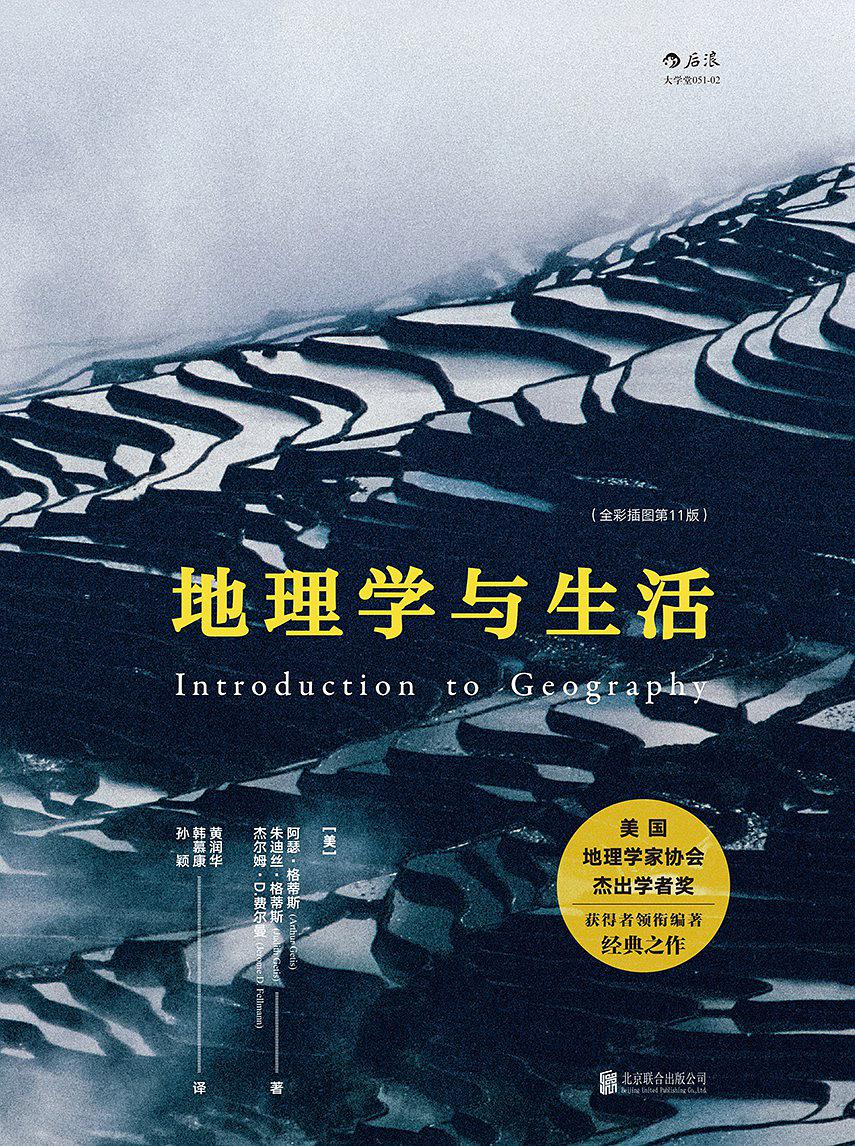 后浪
大学堂051-02
(全彩插图第11版)
地理学与生活
Introduction to Geography
[美]
阿瑟·格蒂斯 (Arthur Getis)
朱迪丝·格蒂斯 (Judith Getis)
杰尔姆·D.费尔曼 (Jerome D. Fellmann)
著
黄润华
韩慕康
孙颖
译
美国
地理学家协会
杰出学者奖
获得者领衔编著
经典之作
北京联合出版公司
Beijing United Publishing Co.,Ltd.